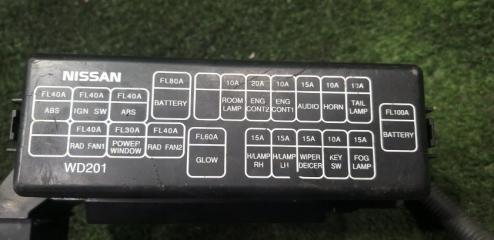 NISSAN
FL80A
10A 20A 10A 15A 10A 10A
FL40A FL40A FL40A
BATTERY
ROOM LAMP
ENG CONT2
ENG CONT1
AUDIO
HORN
TAIL LAMP
FL100A
ABS
IGN SW
ARS
BATTERY
FL40A FL30A FL40A
FL60A
15A 15A 15A 10A 15A
RAD FAN1
POWER WINDOW
RAD FAN2
GLOW
H/LAMP RH
H/LAMP LH
WIPER DEICER
KEY SW
FOG LAMP
WD201